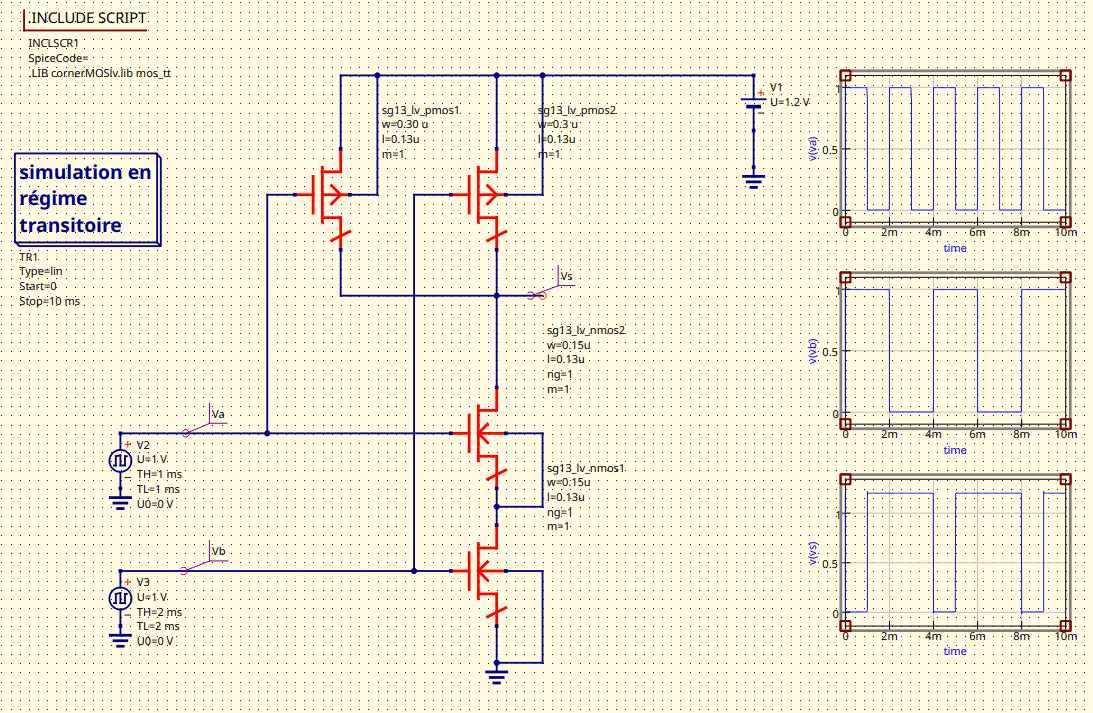 .INCLUDE SCRIPT
INCLSCR1
SpiceCode=
.LIB cornerMOSlv.lib mos_tt
simulation en
régime
transitoire
TR1
Type=lin
Start=0
Stop=10 ms
sg13_lv_pmos1
w=0.30 u
l=0.13u
m=1
sg13_lv_pmos2
w=0.3 u
l=0.13u
m=1
+
V1
U=1.2 V
−
Vs
sg13_lv_nmos2
w=0.15u
l=0.13u
ng=1
m=1
Va
+
V2
U=1 V
TH=1 ms
−
TL=1 ms
U0=0 V
sg13_lv_nmos1
w=0.15u
l=0.13u
ng=1
m=1
Vb
+
V3
U=1 V
TH=2 ms
−
TL=2 ms
U0=0 V
v(va)
1
0.5
0
0 2m 4m 6m 8m 10m
time
v(vb)
1
0.5
0
0 2m 4m 6m 8m 10m
time
v(vs)
1
0.5
0
0 2m 4m 6m 8m 10m
time